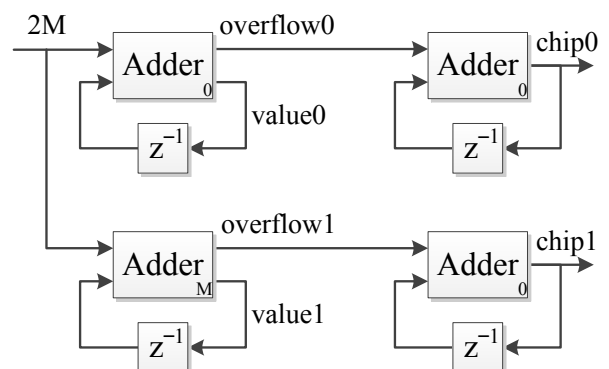 2M
overflow0
chip0
Adder
0
Adder
0
value0
z⁻¹
z⁻¹
overflow1
chip1
Adder
M
Adder
0
value1
z⁻¹
z⁻¹